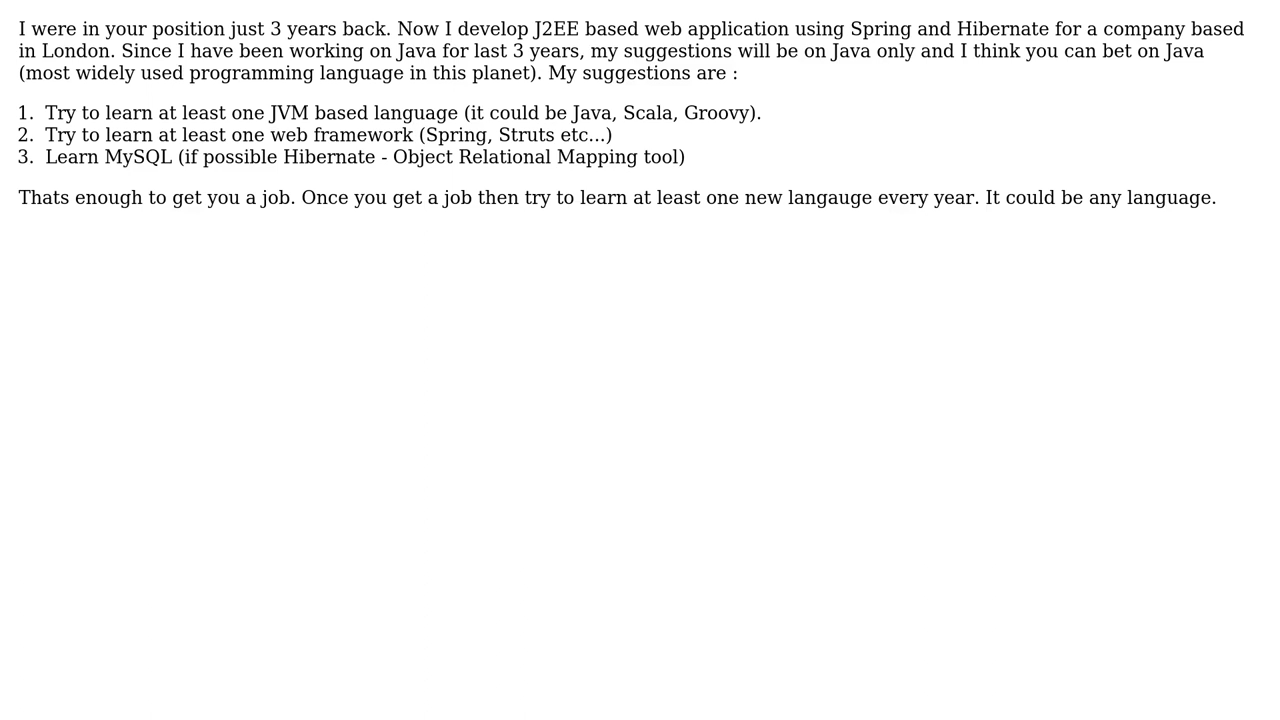 I were in your position just 3 years back. Now I develop J2EE based web application using Spring and Hibernate for a company based
in London. Since I have been working on Java for last 3 years, my suggestions will be on Java only and I think you can bet on Java
(most widely used programming language in this planet). My suggestions are :
1. Try to learn at least one JVM based language (it could be Java, Scala, Groovy).
2. Try to learn at least one web framework (Spring, Struts etc...)
3. Learn MySQL (if possible Hibernate - Object Relational Mapping tool)
Thats enough to get you a job. Once you get a job then try to learn at least one new langauge every year. It could be any language.